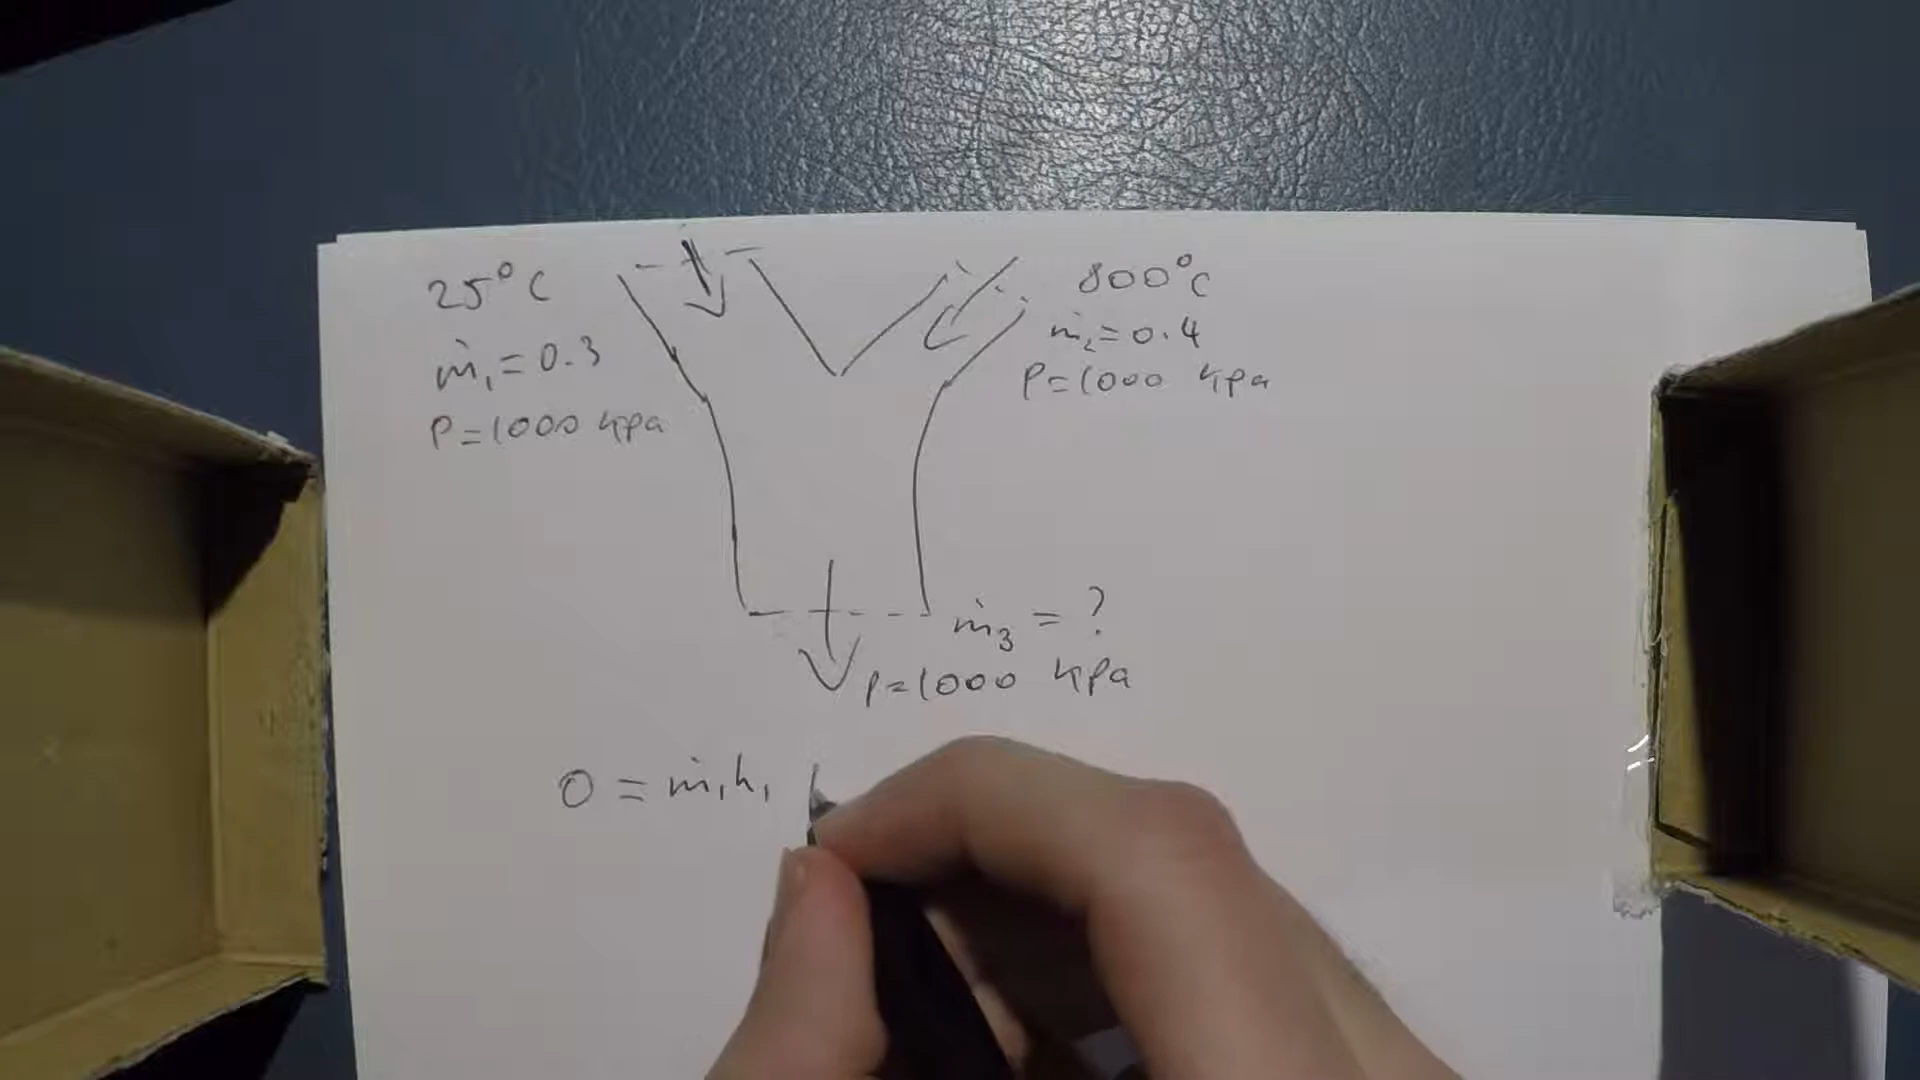 25°C
ṁ₁ = 0.3
P = 1000 kpa
800°C
ṁ₂ = 0.4
P = 1000 kpa
ṁ₃ = ?
P = 1000 kpa
0 = ṁ₁h₁